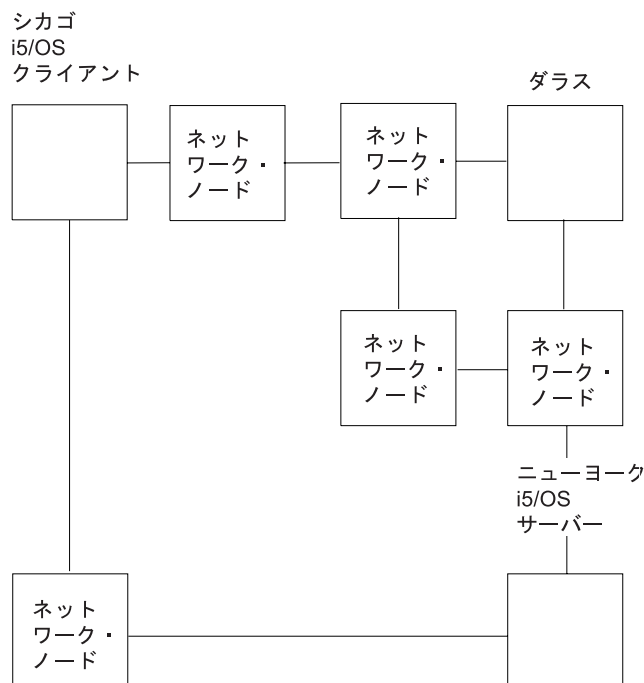 シカゴ
i5/OS
クライアント
ダラス
ネット
ワーク・
ノード
ネット
ワーク・
ノード
ネット
ワーク・
ノード
ネット
ワーク・
ノード
ニューヨーク
i5/OS
サーバー
ネット
ワーク・
ノード